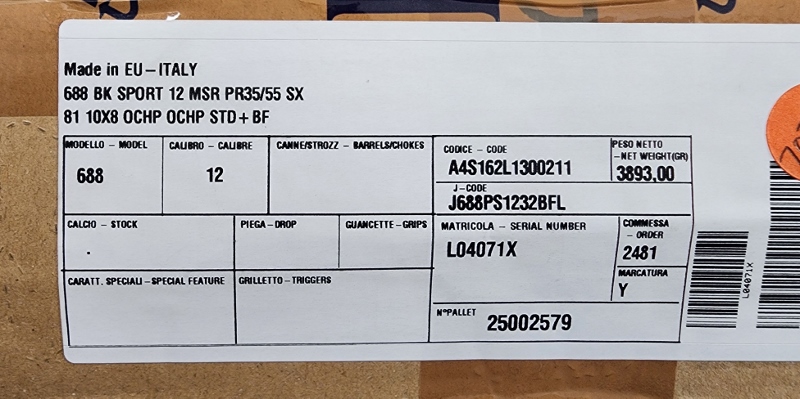 Made in EU-ITALY
688 BK SPORT 12 MSR PR35/55 SX
81 10X8 OCHP OCHP STD+BF
MODELLO - MODEL
688
CALIBRO - CALIBRE
12
CANNE/STROZZ - BARRELS/CHOKES
CODICE - CODE
A4S162L1300211
PESO NETTO
-NET WEIGHT(GR)
3893,00
J-CODE
J688PS1232BFL
CALCIO - STOCK
PIEGA-DROP
GUANCETTE-GRIPS
MATRICOLA - SERIAL NUMBER
L04071X
COMMESSA
- ORDER
2481
MARCATURA
Y
CARATT. SPECIALI-SPECIAL FEATURE
GRILLETTO-TRIGGERS
N°PALLET
25002579
L04071X